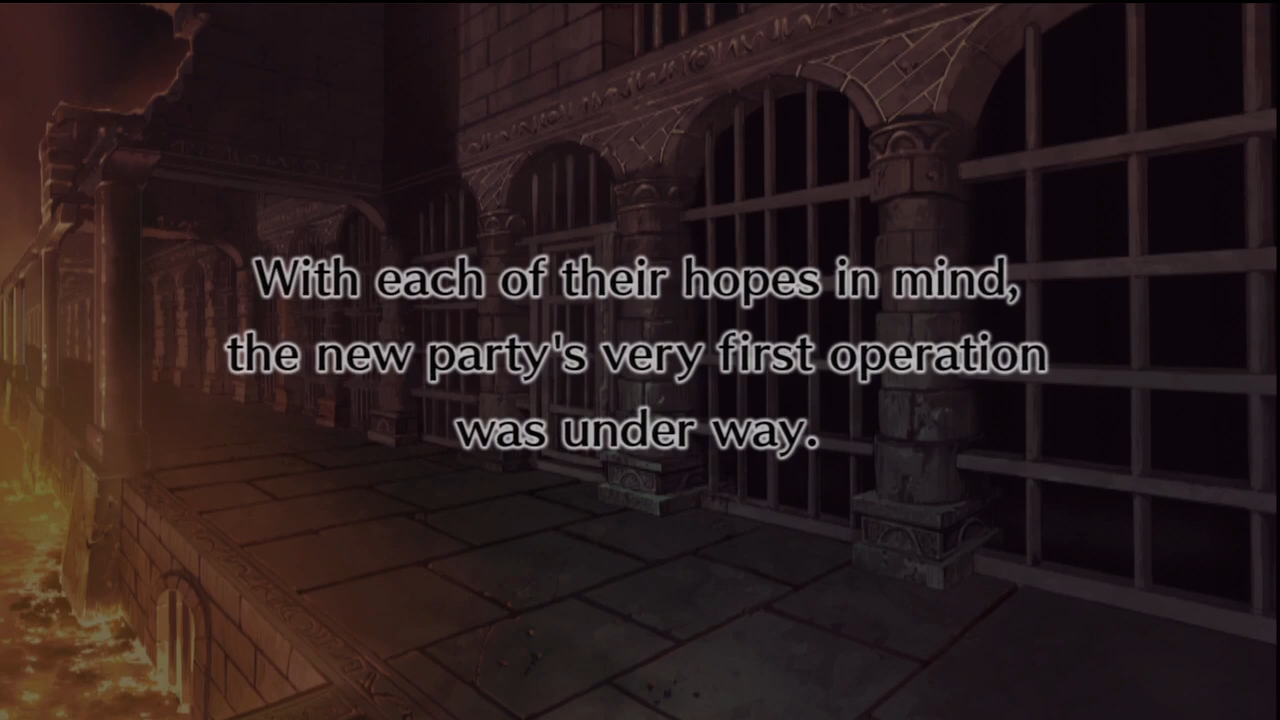 With each of their hopes in mind,
the new party's very first operation
was under way.